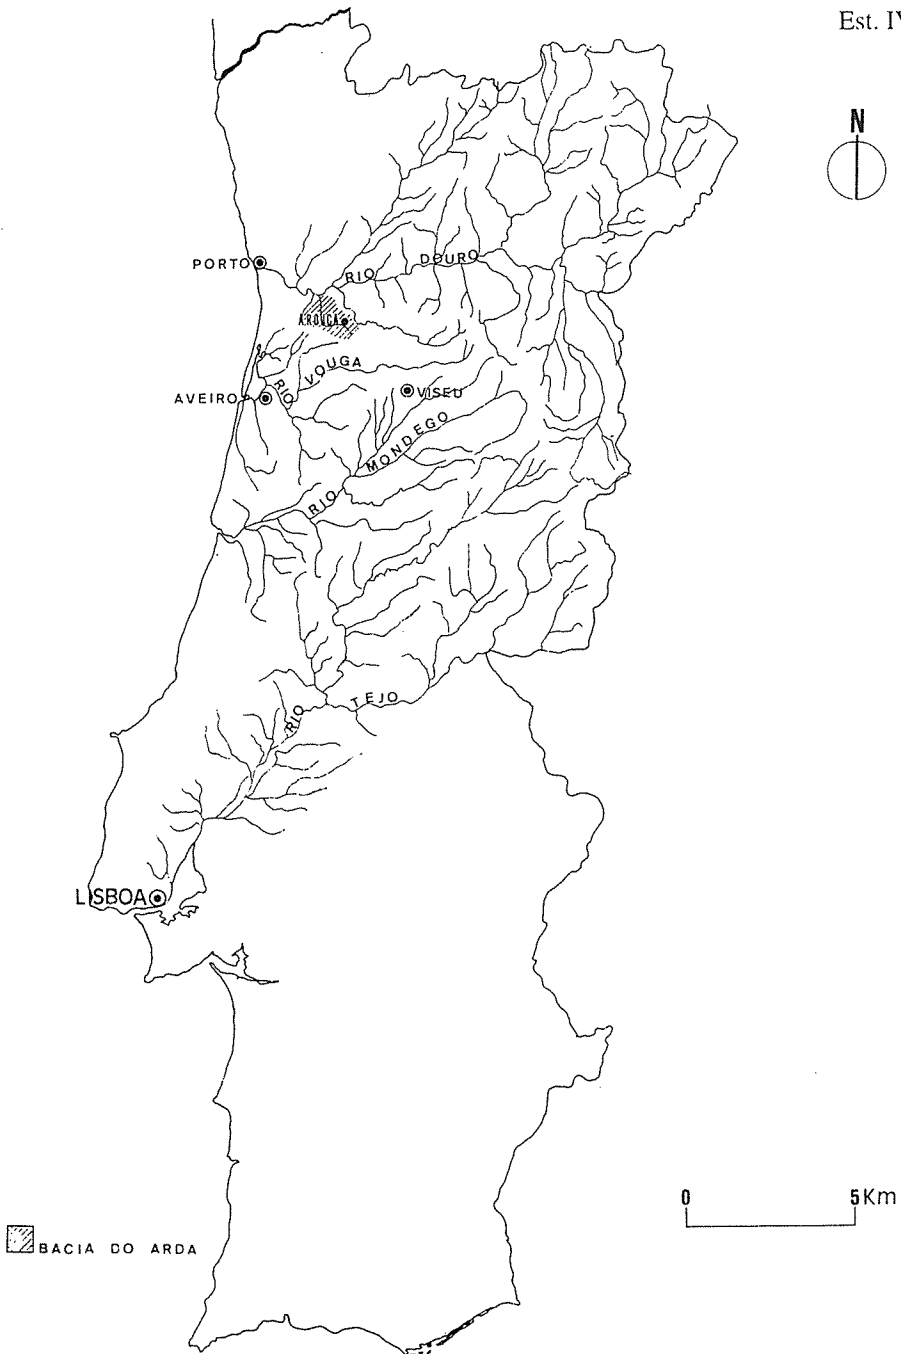 Est. IV
N
PORTO
RIO DOURO
AROUCA
RIO VOUGA
AVEIRO
VISEU
RIO MONDEGO
RIO TEJO
LISBOA
0 5Km
BACIA DO ARDA